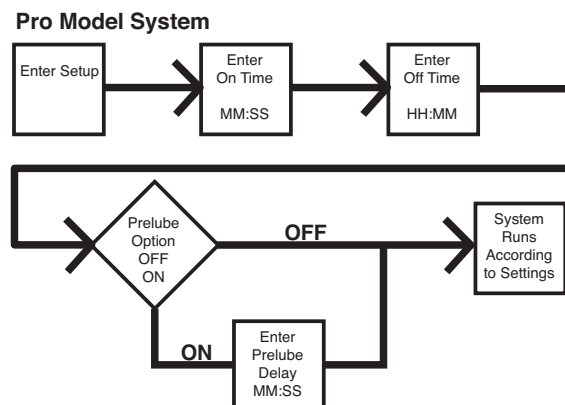 Pro Model System
Enter Setup
Enter
On Time
MM:SS
Enter
Off Time
HH:MM
Prelube
Option
OFF
ON
OFF
System
Runs
According
to Settings
ON
Enter
Prelube
Delay
MM:SS